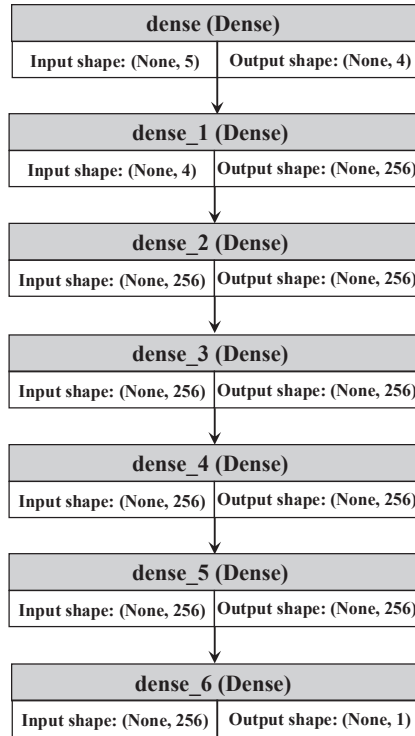 dense (Dense)
Input shape: (None, 5) Output shape: (None, 4)
dense_1 (Dense)
Input shape: (None, 4) Output shape: (None, 256)
dense_2 (Dense)
Input shape: (None, 256) Output shape: (None, 256)
dense_3 (Dense)
Input shape: (None, 256) Output shape: (None, 256)
dense_4 (Dense)
Input shape: (None, 256) Output shape: (None, 256)
dense_5 (Dense)
Input shape: (None, 256) Output shape: (None, 256)
dense_6 (Dense)
Input shape: (None, 256) Output shape: (None, 1)